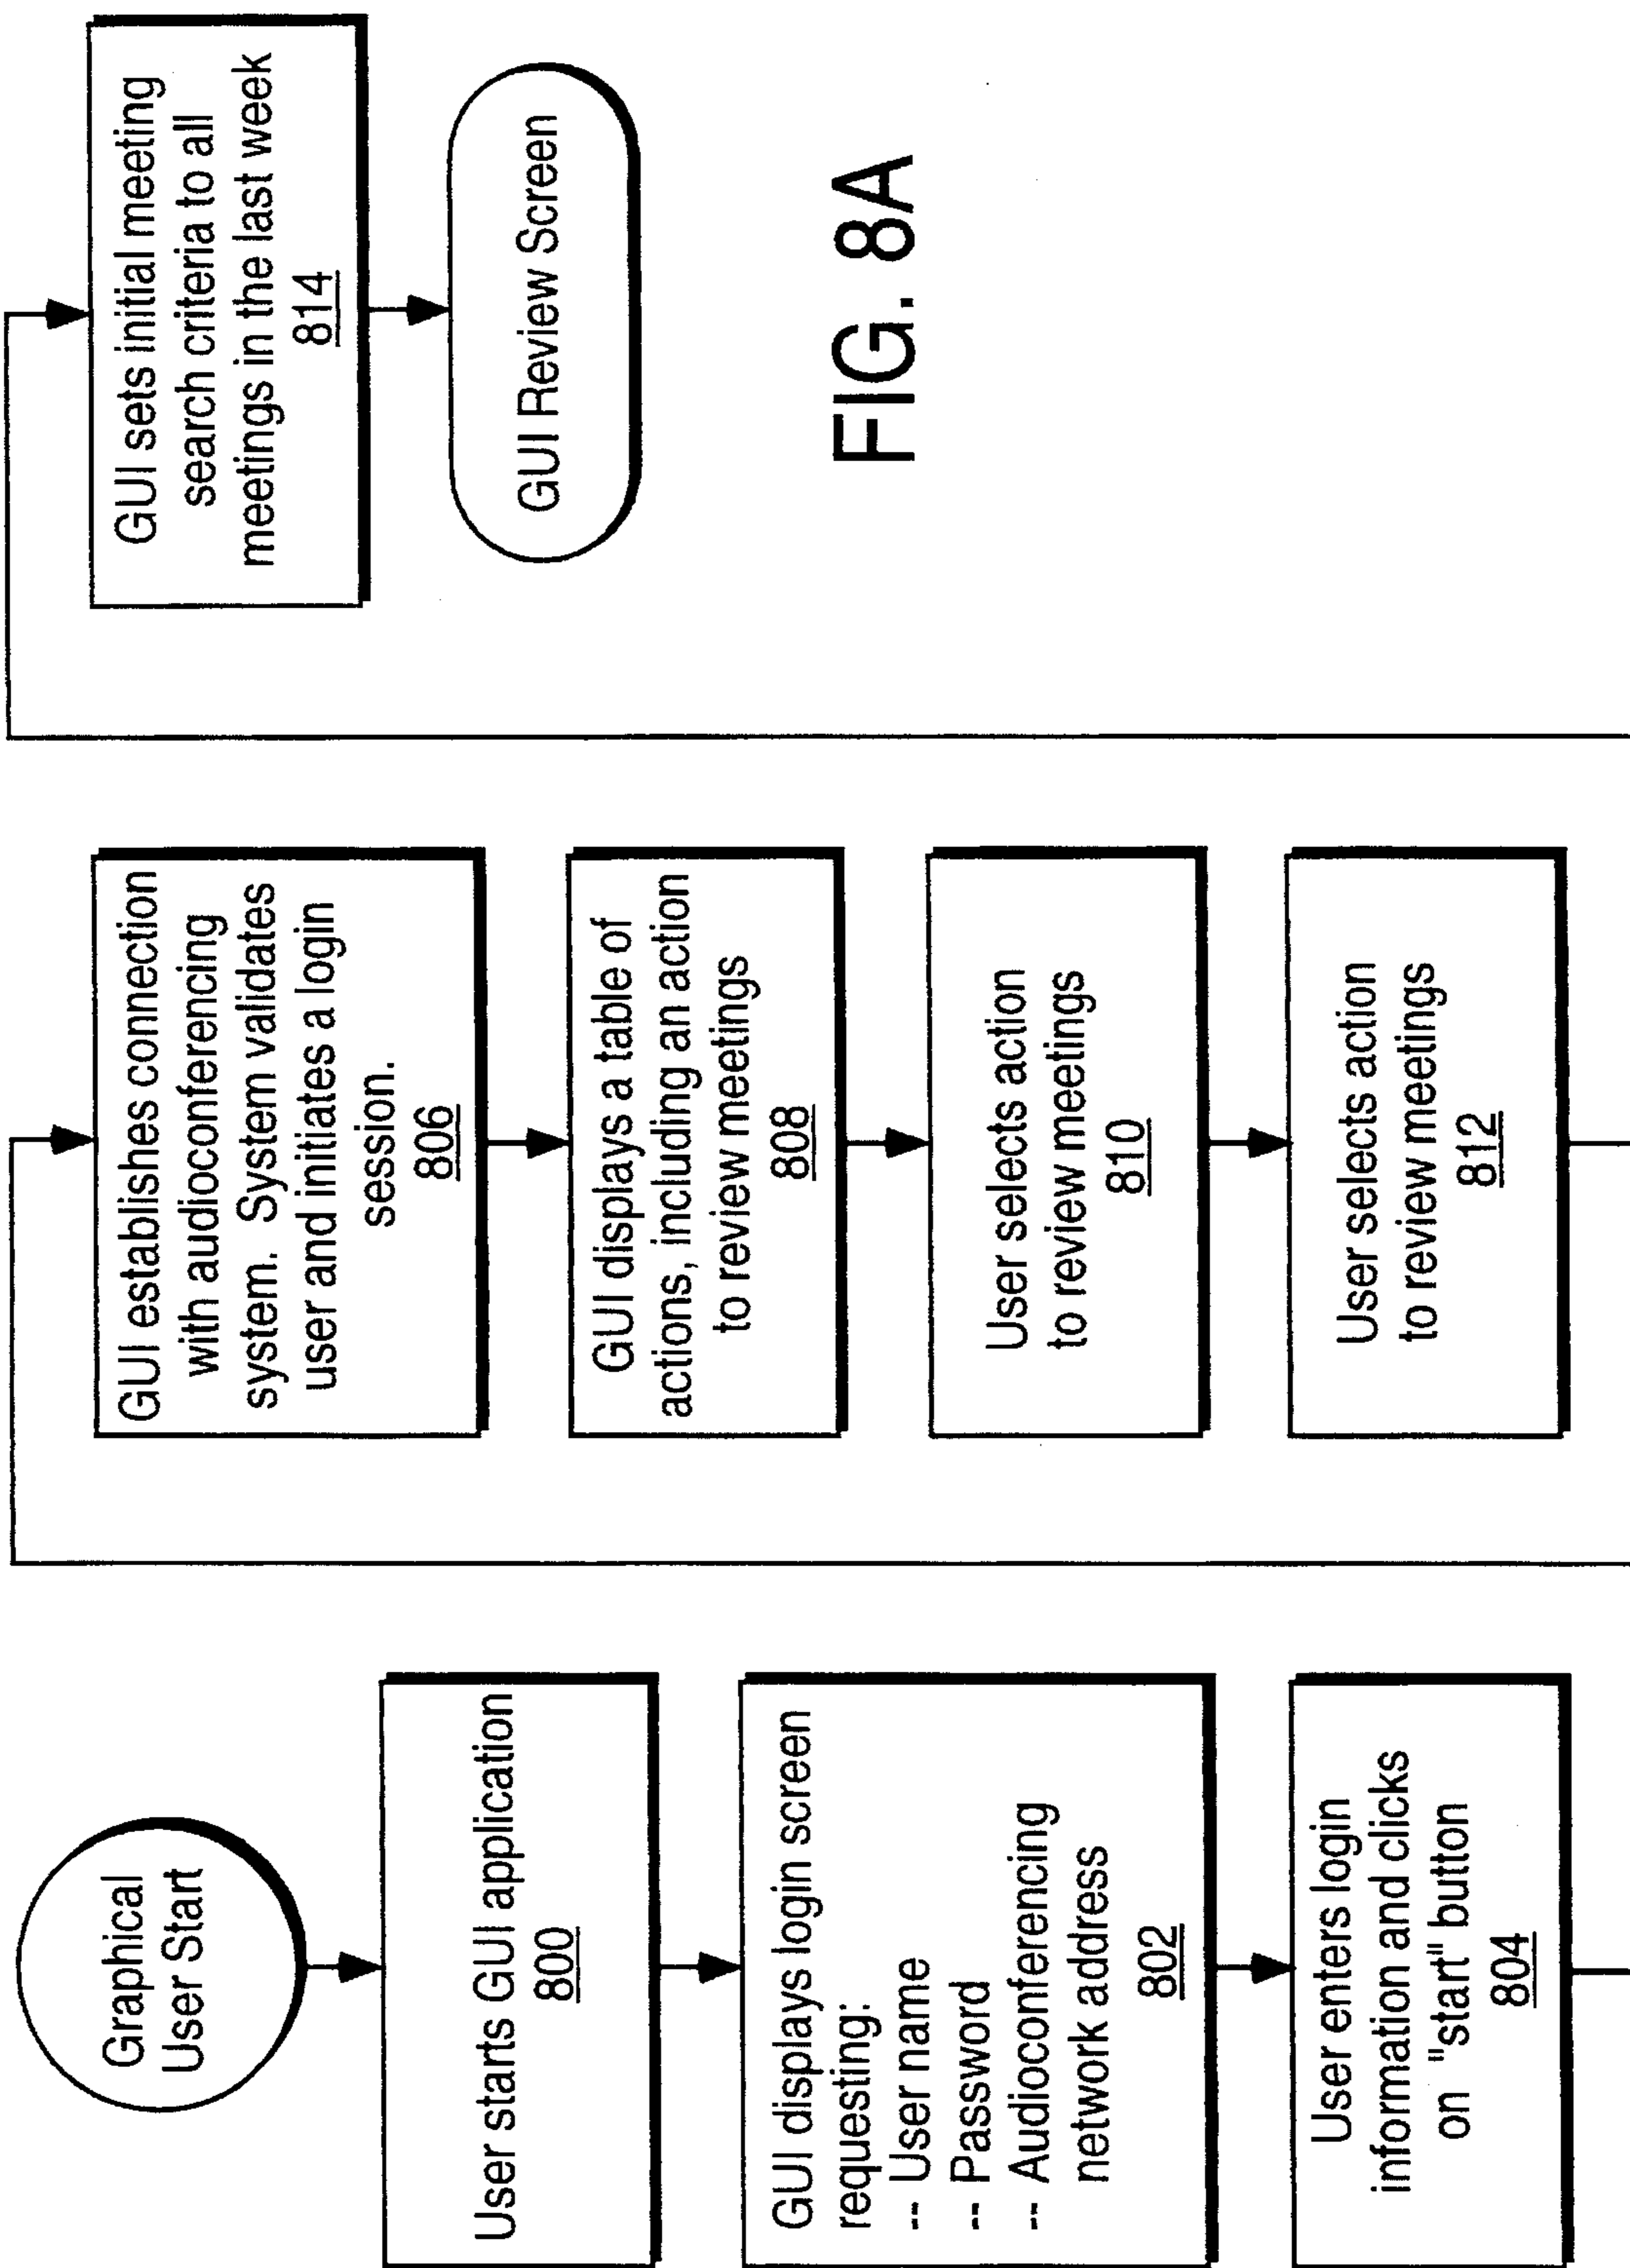 Graphical
User Start
User starts GUI application
800
GUI displays login screen
requesting:
-- User name
-- Password
-- Audioconferencing
network address
802
User enters login
information and clicks
on "start" button
804
GUI establishes connection
with audioconferencing
system. System validates
user and initiates a login
session.
806
GUI displays a table of
actions, including an action
to review meetings
808
User selects action
to review meetings
810
User selects action
to review meetings
812
GUI sets initial meeting
search criteria to all
meetings in the last week
814
GUI Review Screen
FIG. 8A